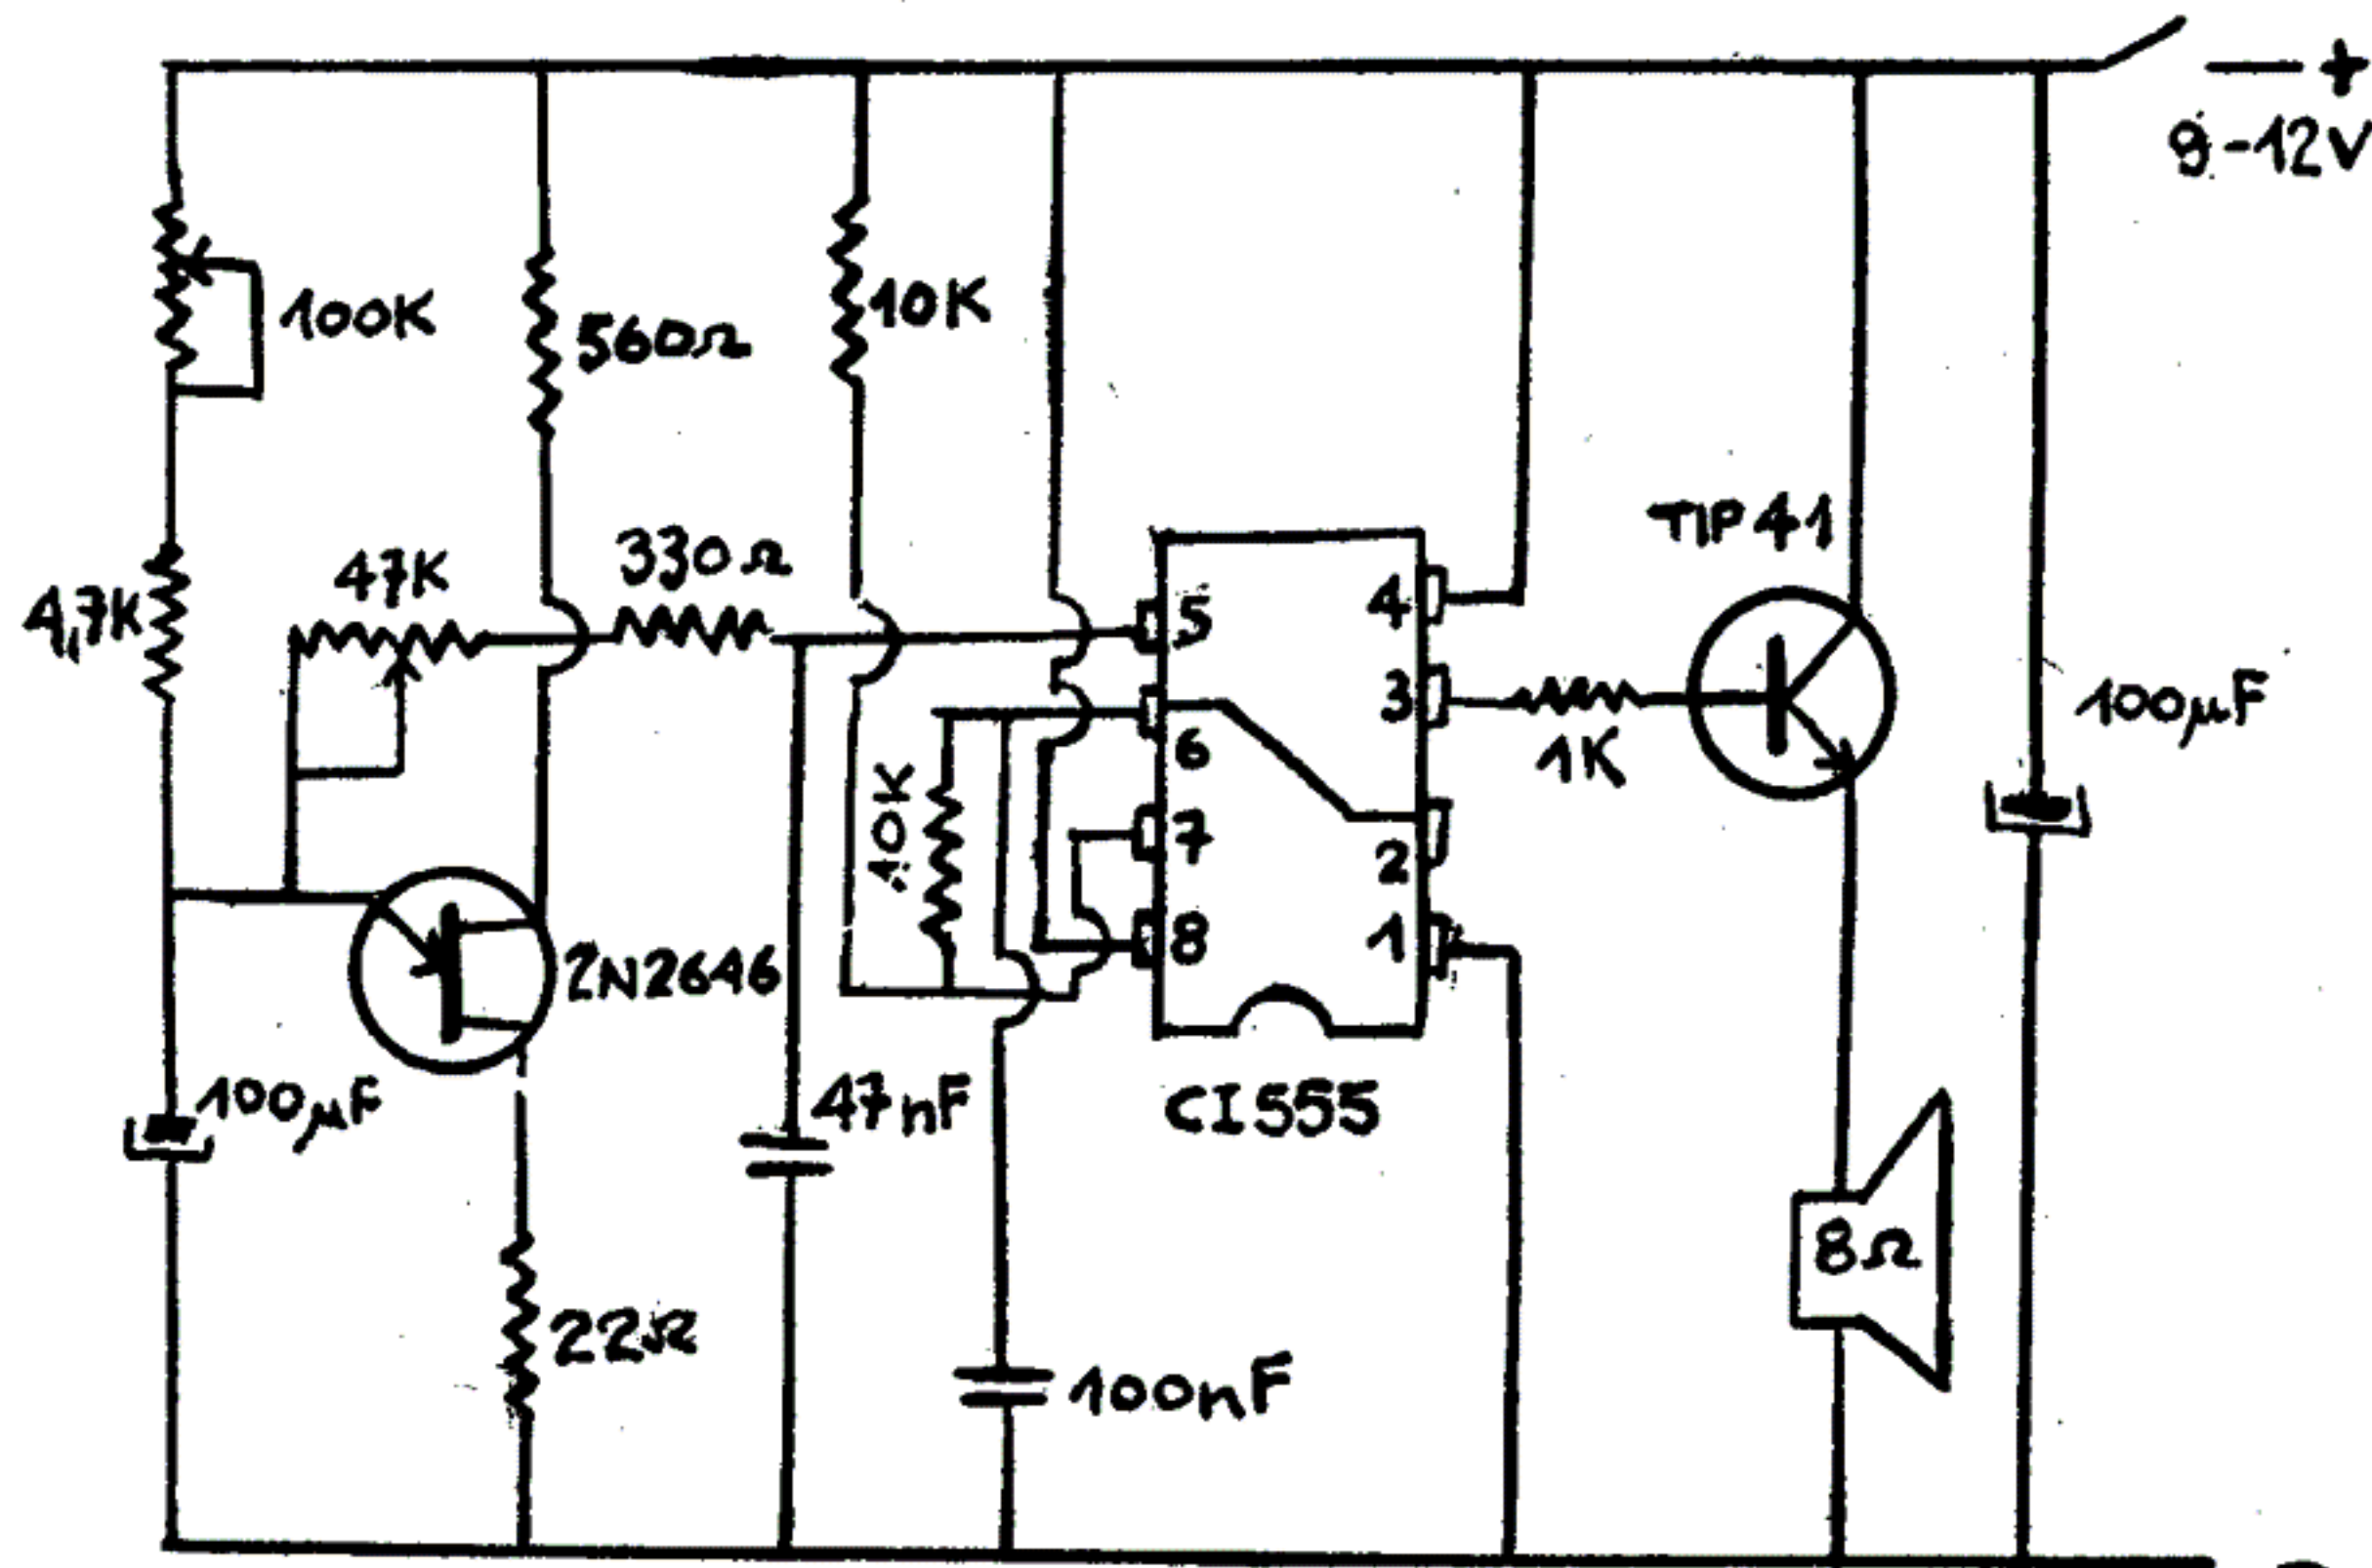 +
9-12V
100K
560Ω
10K
TIP41
47K
330Ω
4,7K
5
4
3
100µF
6
1K
10K
7
2
8
1
2N2646
100µF
47nF
CI555
8Ω
22Ω
100nF